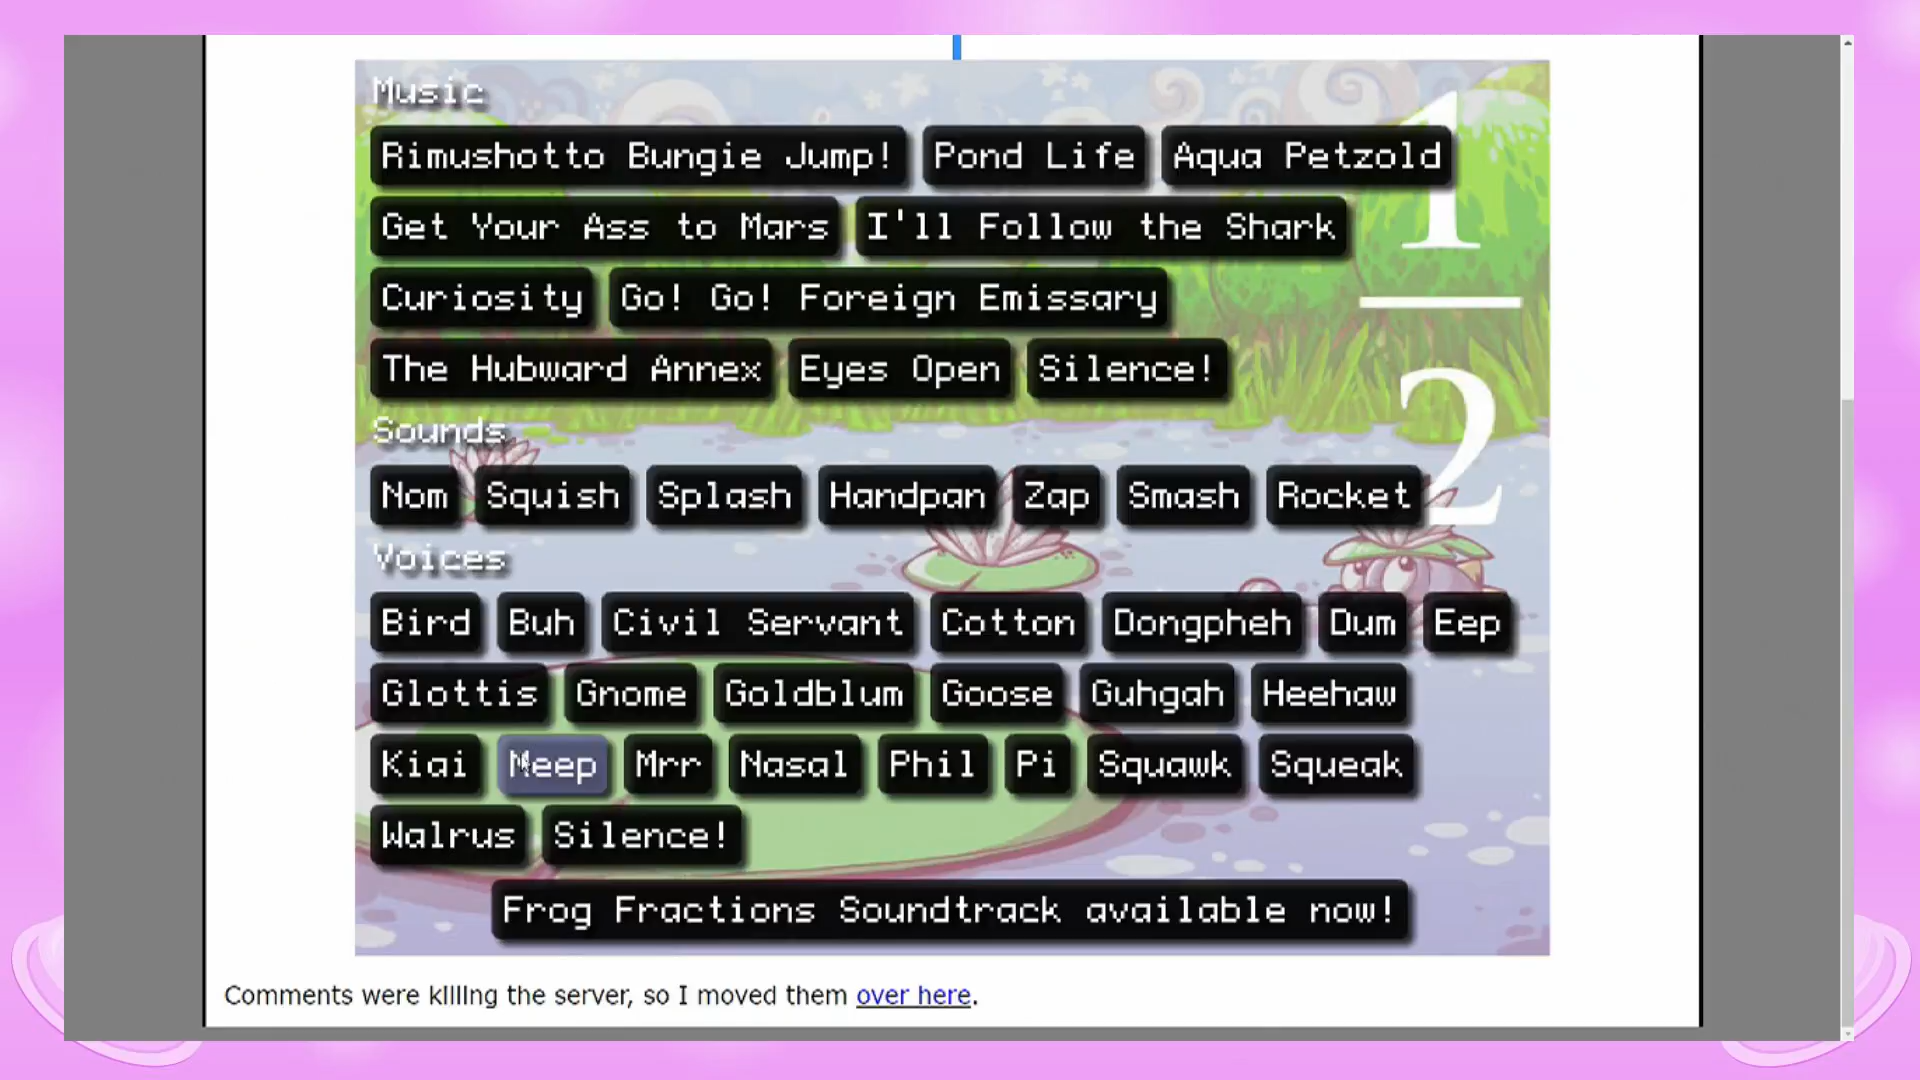 Music
Rimushotto Bungie Jump! Pond Life Aqua Petzold
Get Your Ass to Mars I'll Follow the Shark
Curiosity Go! Go! Foreign Emissary
The Hubward Annex Eyes Open Silence!
1
2
Sounds
Nom Squish Splash Handpan Zap Smash Rocket
Voices
Bird Buh Civil Servant Cotton Dongpheh Dum Eep
Glottis Gnome Goldblum Goose Guhgah Heehaw
Kiai Meep Mrr Nasal Phil Pi Squawk Squeak
Walrus Silence!
Frog Fractions Soundtrack available now!
Comments were killing the server, so I moved them over here.